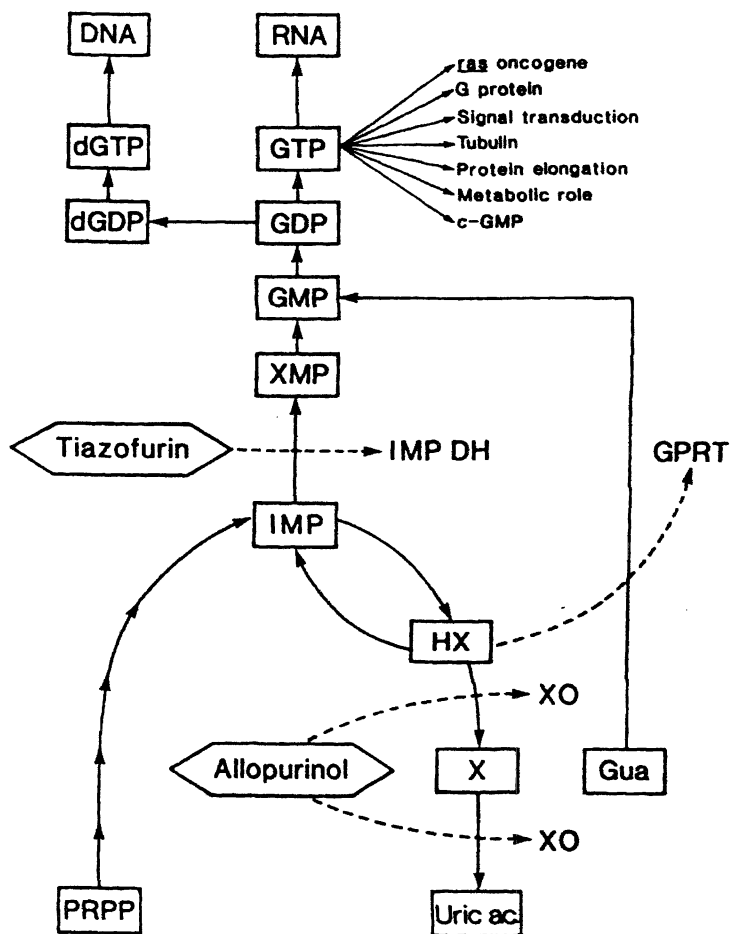 DNA
RNA
ras oncogene
G protein
Signal transduction
Tubulin
Protein elongation
Metabolic role
c-GMP
dGTP
GTP
dGDP
GDP
GMP
XMP
Tiazofurin
IMP DH
GPRT
IMP
HX
XO
Allopurinol
X
Gua
XO
PRPP
Uric ac.